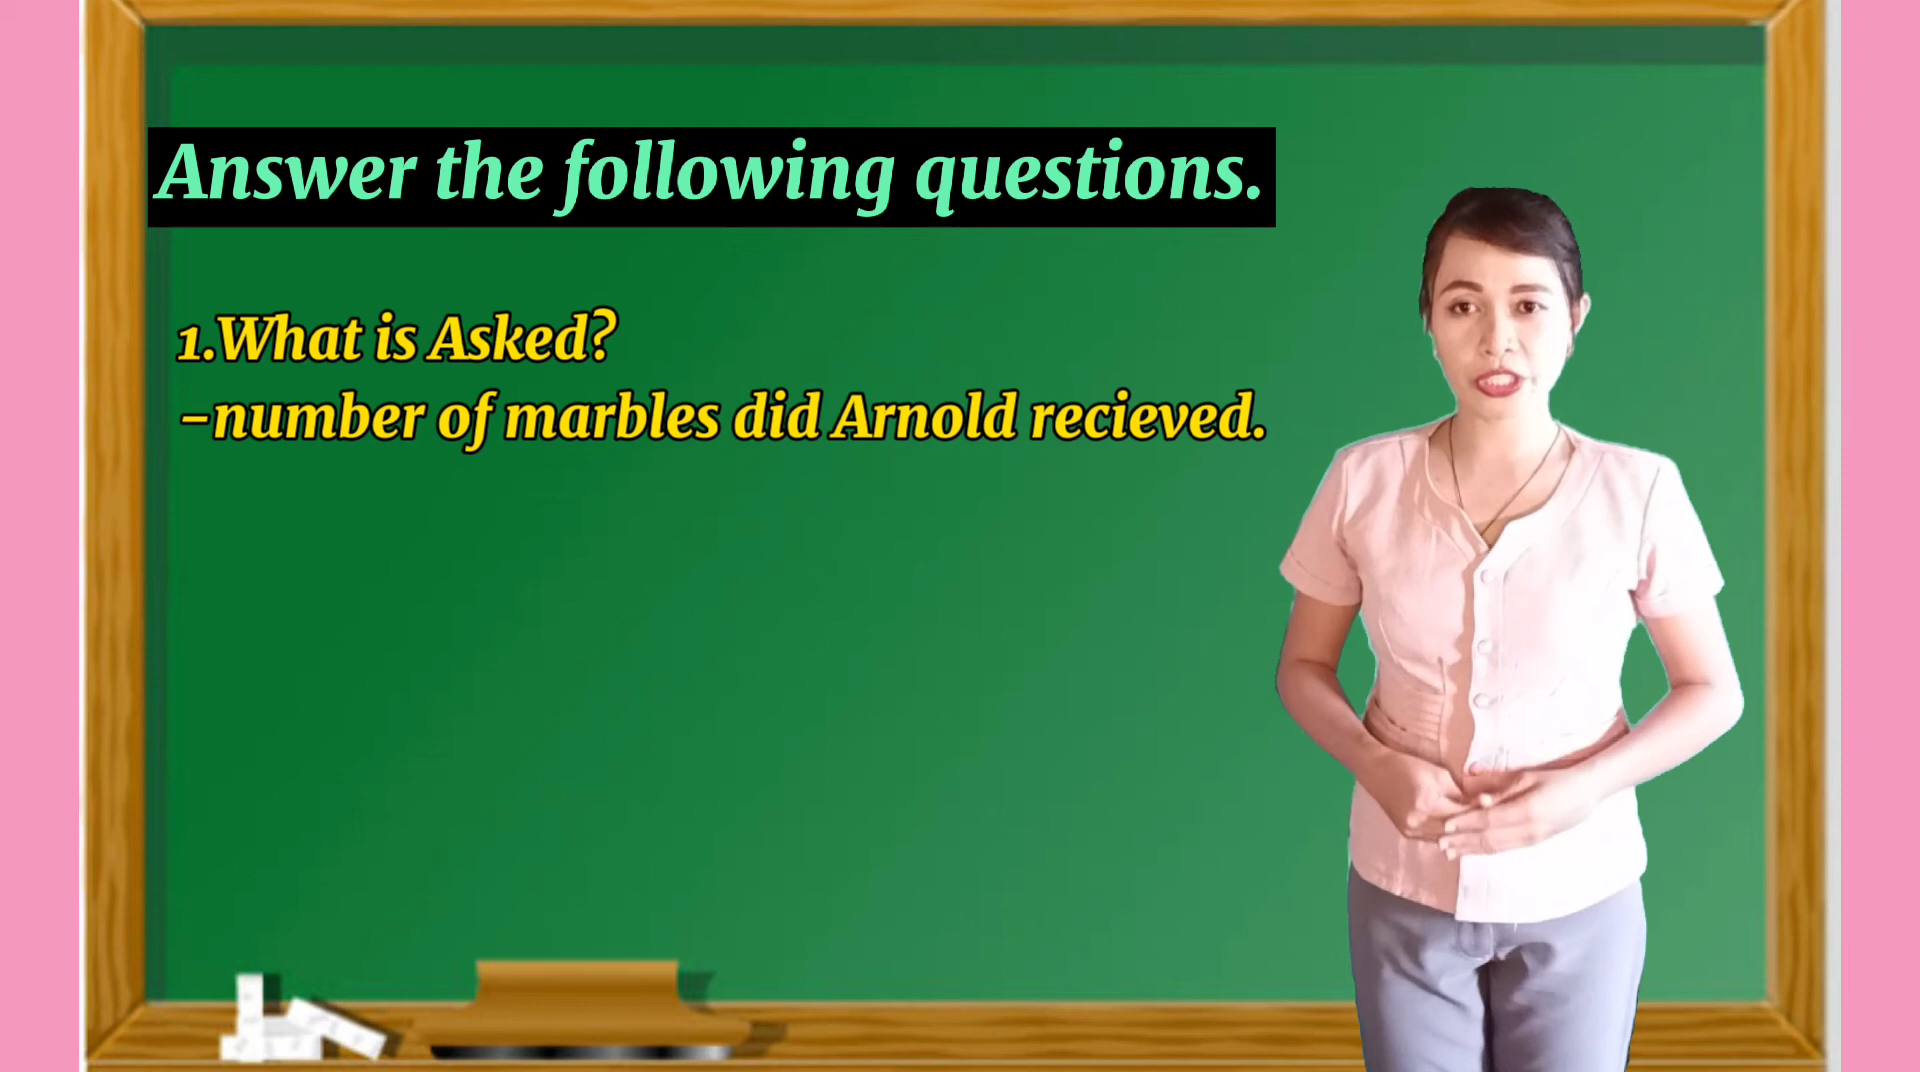 Answer the following questions.
1.What is Asked?
-number of marbles did Arnold recieved.